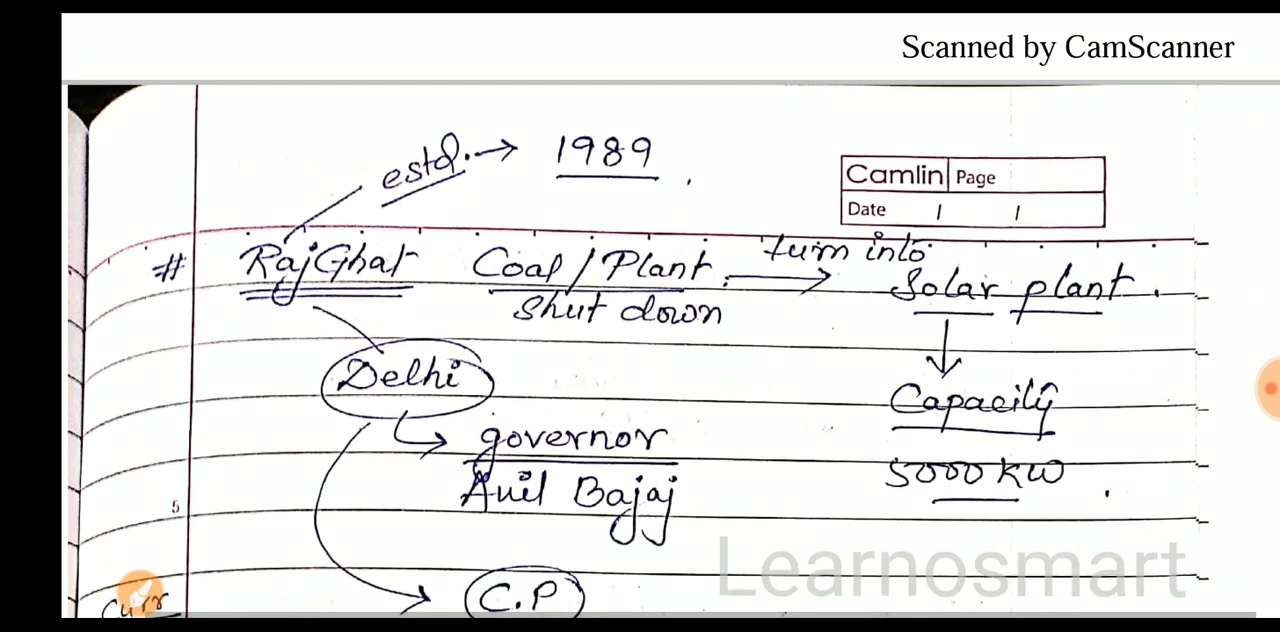 Scanned by CamScanner
estd. → 1989
Camlin Page
Date / /
# RajGhat Coal / Plant → turn into Solar plant.
Shut down
Delhi
Capacity
governor
5000 KW
Anil Bajaj
5
Learnosmart
C.P
Curr